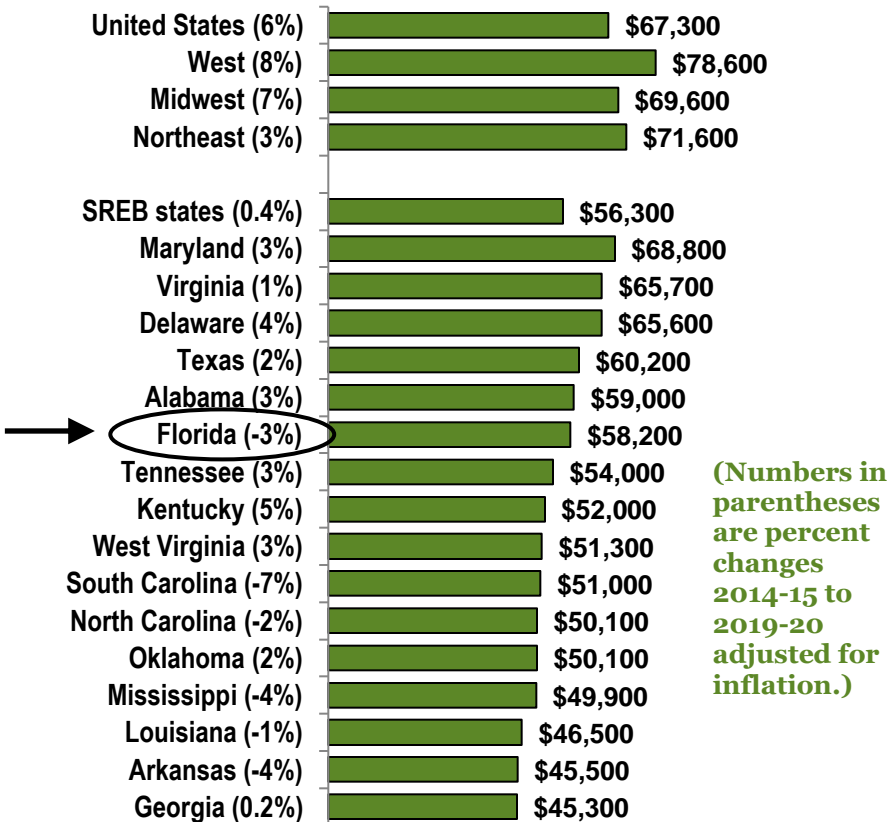 United States (6%) $67,300
West (8%) $78,600
Midwest (7%) $69,600
Northeast (3%) $71,600
SREB states (0.4%) $56,300
Maryland (3%) $68,800
Virginia (1%) $65,700
Delaware (4%) $65,600
Texas (2%) $60,200
Alabama (3%) $59,000
Florida (-3%) $58,200
Tennessee (3%) $54,000
Kentucky (5%) $52,000
West Virginia (3%) $51,300
South Carolina (-7%) $51,000
North Carolina (-2%) $50,100
Oklahoma (2%) $50,100
Mississippi (-4%) $49,900
Louisiana (-1%) $46,500
Arkansas (-4%) $45,500
Georgia (0.2%) $45,300
(Numbers in
parentheses
are percent
changes
2014-15 to
2019-20
adjusted for
inflation.)